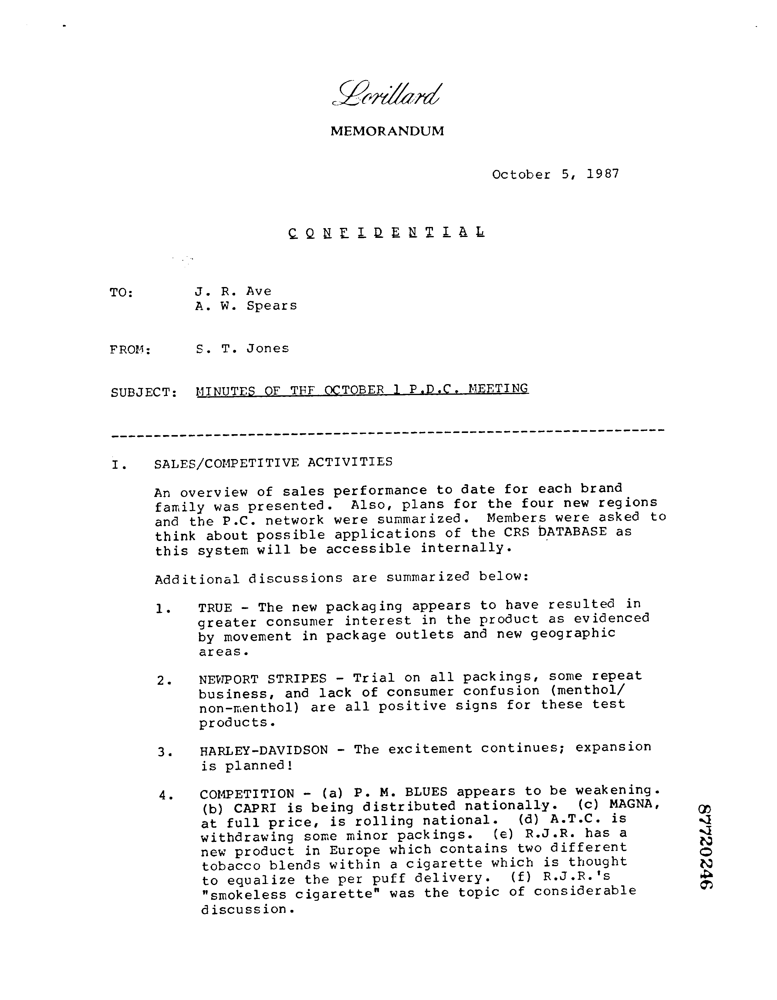 Lorillard
MEMORANDUM
October 5, 1987
C O N F I D E N T I A L
TO: J. R. Ave
A. W. Spears
FROM: S. T. Jones
SUBJECT: MINUTES OF THE OCTOBER 1 P.D.C. MEETING
I. SALES/COMPETITIVE ACTIVITIES
An overview of sales performance to date for each brand
family was presented. Also, plans for the four new regions
and the P.C. network were summarized. Members were asked to
think about possible applications of the CRS DATABASE as
this system will be accessible internally.
Additional discussions are summarized below:
1. TRUE - The new packaging appears to have resulted in
greater consumer interest in the product as evidenced
by movement in package outlets and new geographic
areas.
2. NEWPORT STRIPES - Trial on all packings, some repeat
business, and lack of consumer confusion (menthol/
non-menthol) are all positive signs for these test
products.
3. HARLEY-DAVIDSON - The excitement continues; expansion
is planned!
4. COMPETITION - (a) P. M. BLUES appears to be weakening.
(b) CAPRI is being distributed nationally. (c) MAGNA,
at full price, is rolling national. (d) A.T.C. is
withdrawing some minor packings. (e) R.J.R. has a
new product in Europe which contains two different
tobacco blends within a cigarette which is thought
to equalize the per puff delivery. (f) R.J.R.'s
"smokeless cigarette" was the topic of considerable
discussion.
87720246